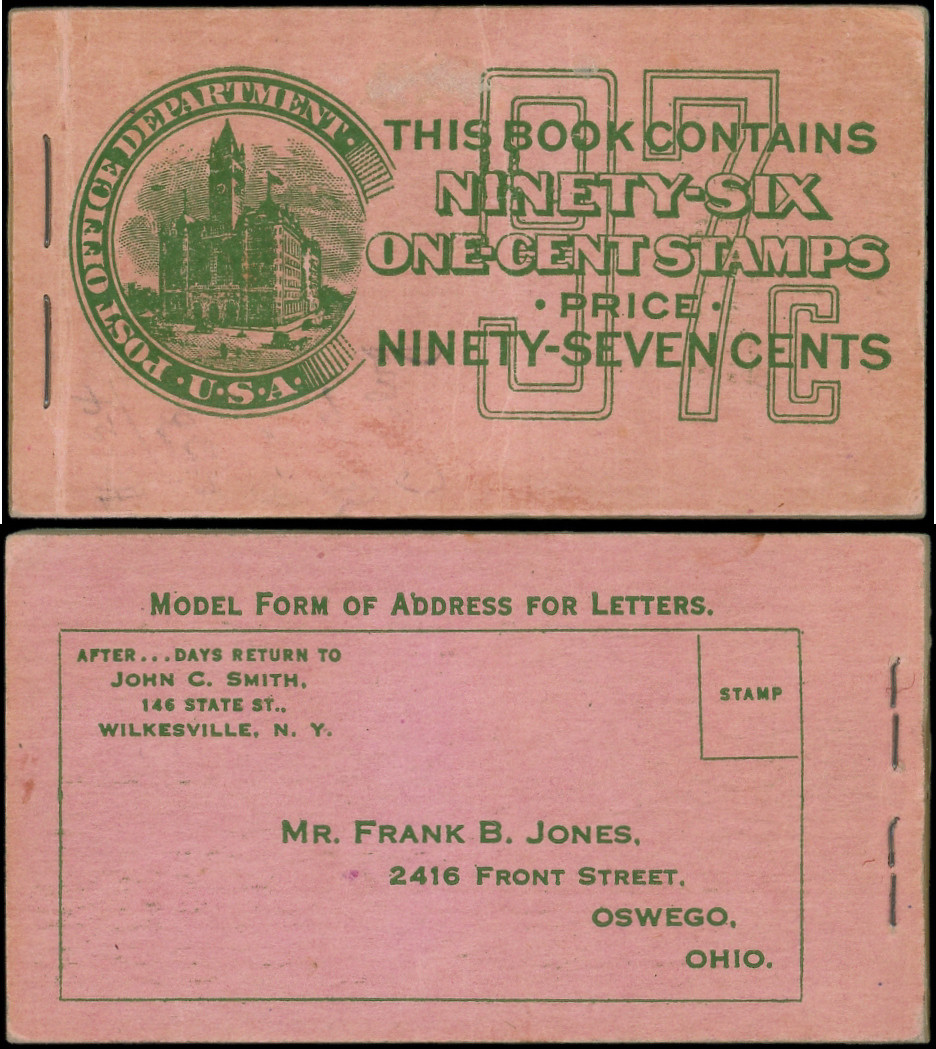 POST OFFICE DEPARTMENT.
· U · S · A ·
97c
THIS BOOK CONTAINS
NINETY-SIX
ONE-CENT STAMPS
· PRICE ·
NINETY-SEVEN CENTS
MODEL FORM OF ADDRESS FOR LETTERS.
AFTER...DAYS RETURN TO
JOHN C. SMITH,
146 STATE ST.,
WILKESVILLE, N. Y.
STAMP
MR. FRANK B. JONES,
2416 FRONT STREET,
OSWEGO,
OHIO.